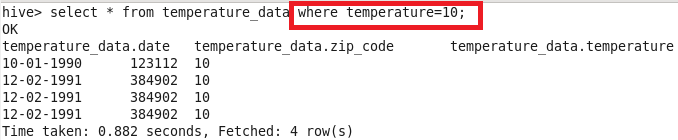 hive> select * from temperature_data where temperature=10;
OK
temperature_data.date temperature_data.zip_code temperature_data.temperature
10-01-1990 123112 10
12-02-1991 384902 10
12-02-1991 384902 10
12-02-1991 384902 10
Time taken: 0.882 seconds, Fetched: 4 row(s)